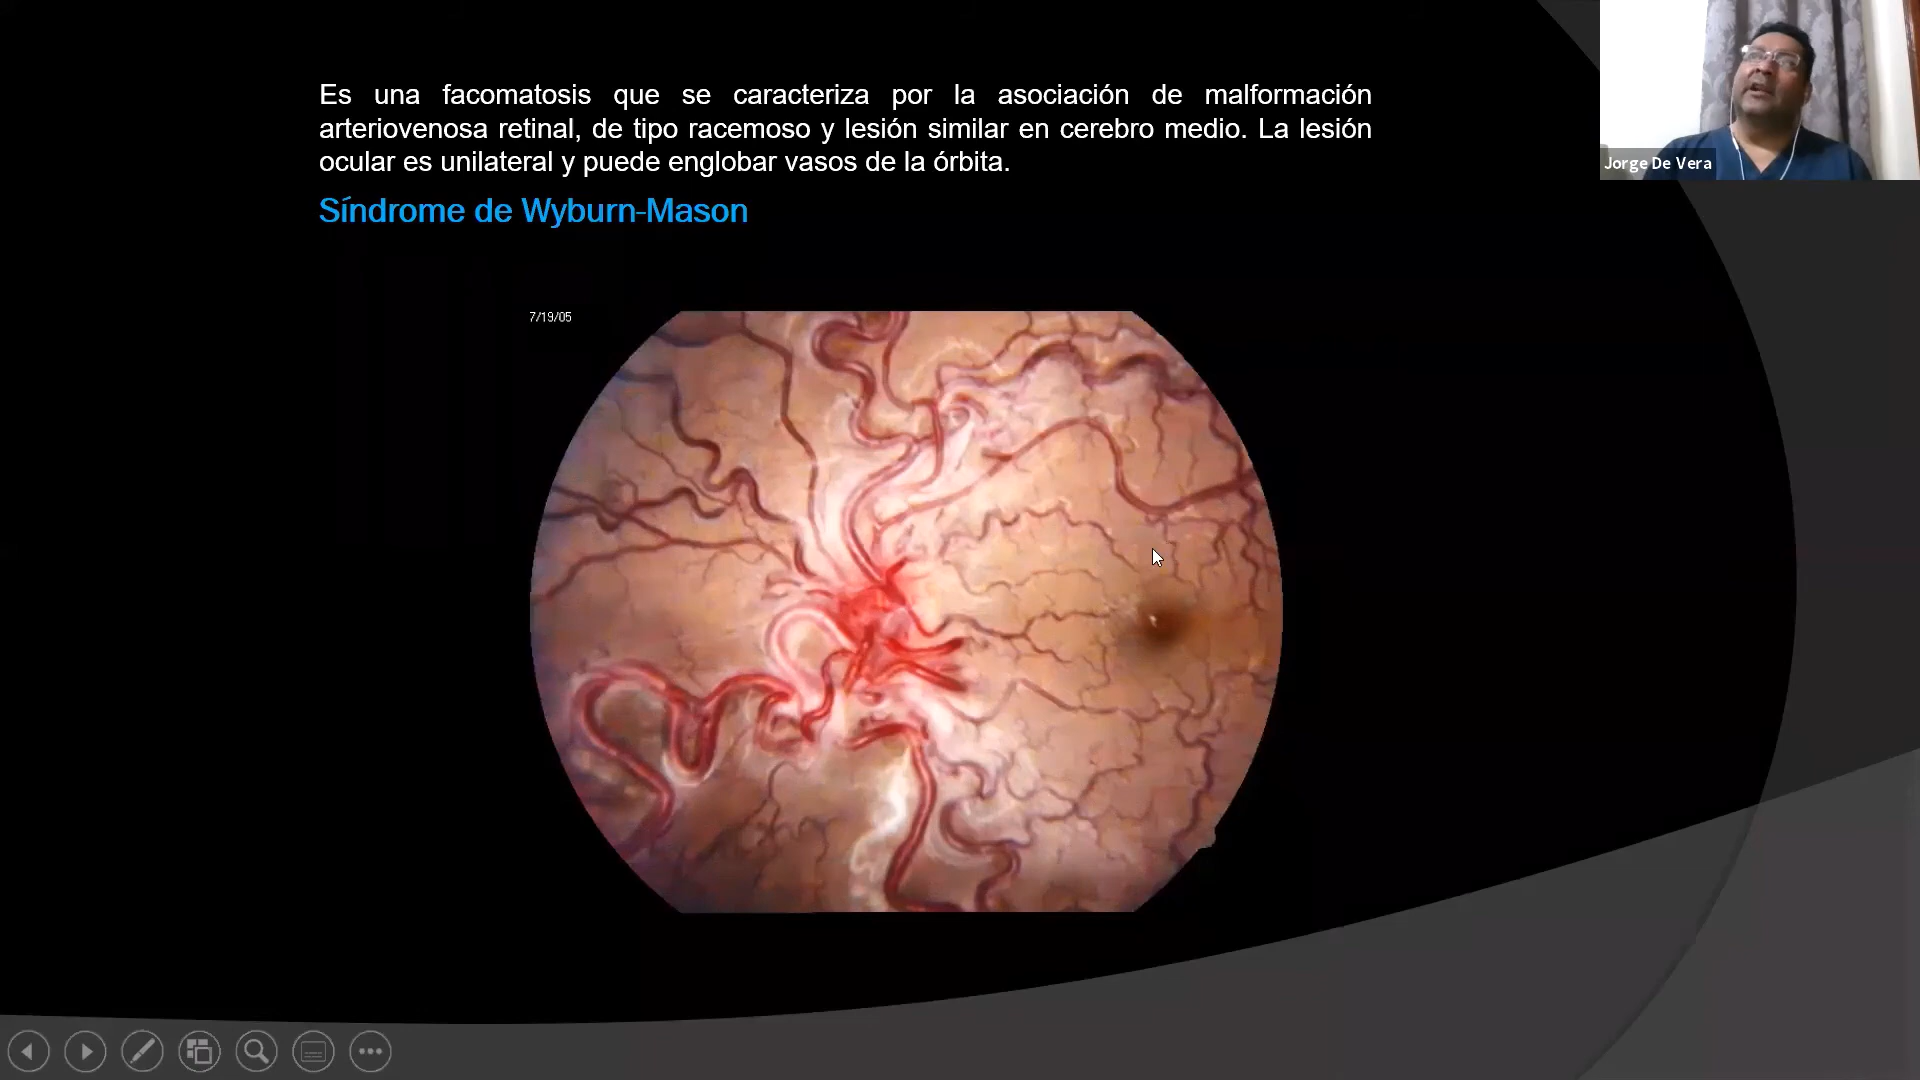 Es una facomatosis que se caracteriza por la asociación de malformación
arteriovenosa retinal, de tipo racemoso y lesión similar en cerebro medio. La lesión
ocular es unilateral y puede englobar vasos de la órbita.
Síndrome de Wyburn-Mason
7/19/05
Jorge De Vera